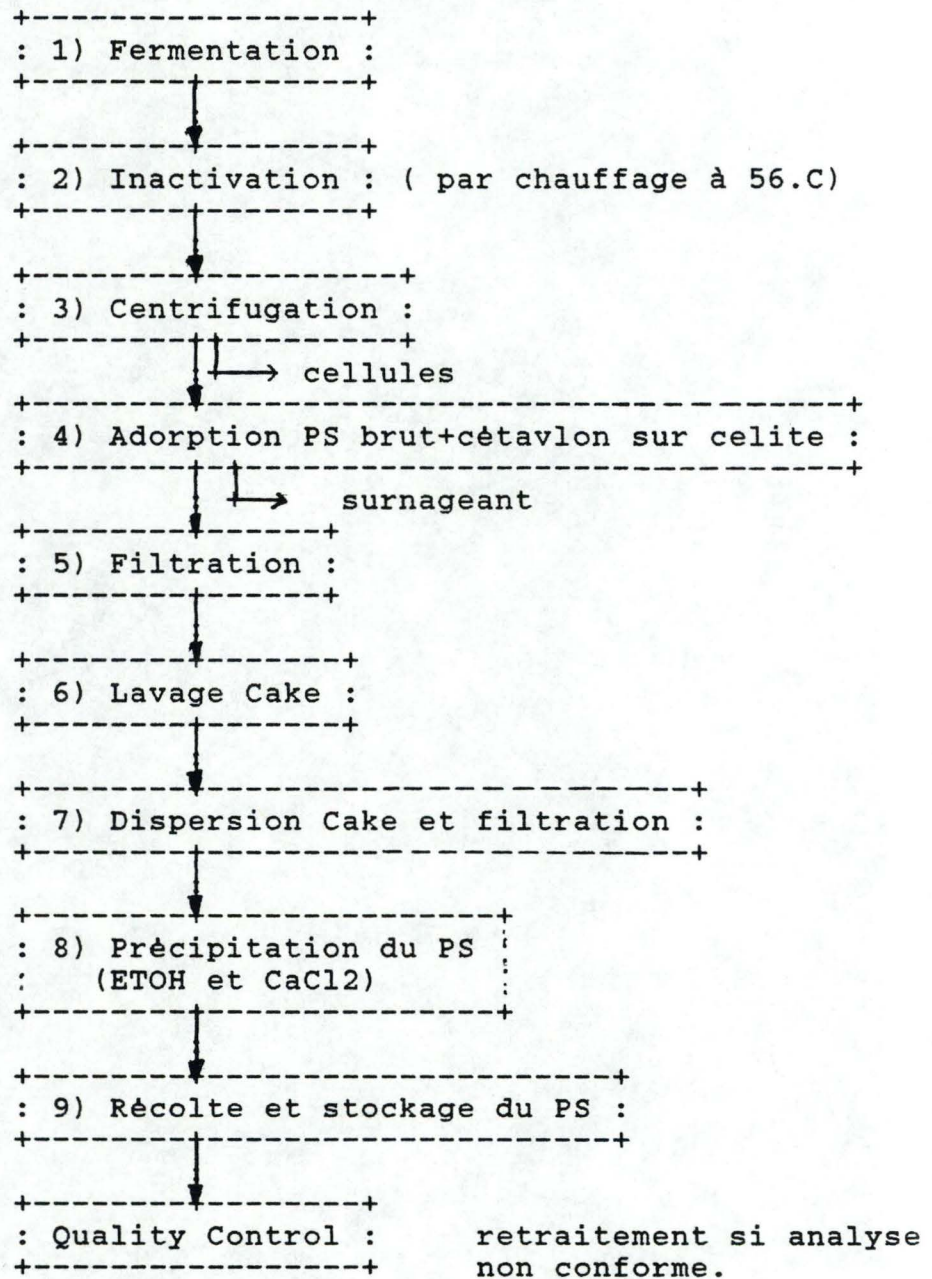 1) Fermentation
2) Inactivation : ( par chauffage à 56.C)
3) Centrifugation
cellules
4) Adorption PS brut+cétavlon sur celite
surnageant
5) Filtration
6) Lavage Cake
7) Dispersion Cake et filtration
8) Précipitation du PS
(ETOH et CaCl2)
9) Récolte et stockage du PS
Quality Control : retraitement si analyse
non conforme.